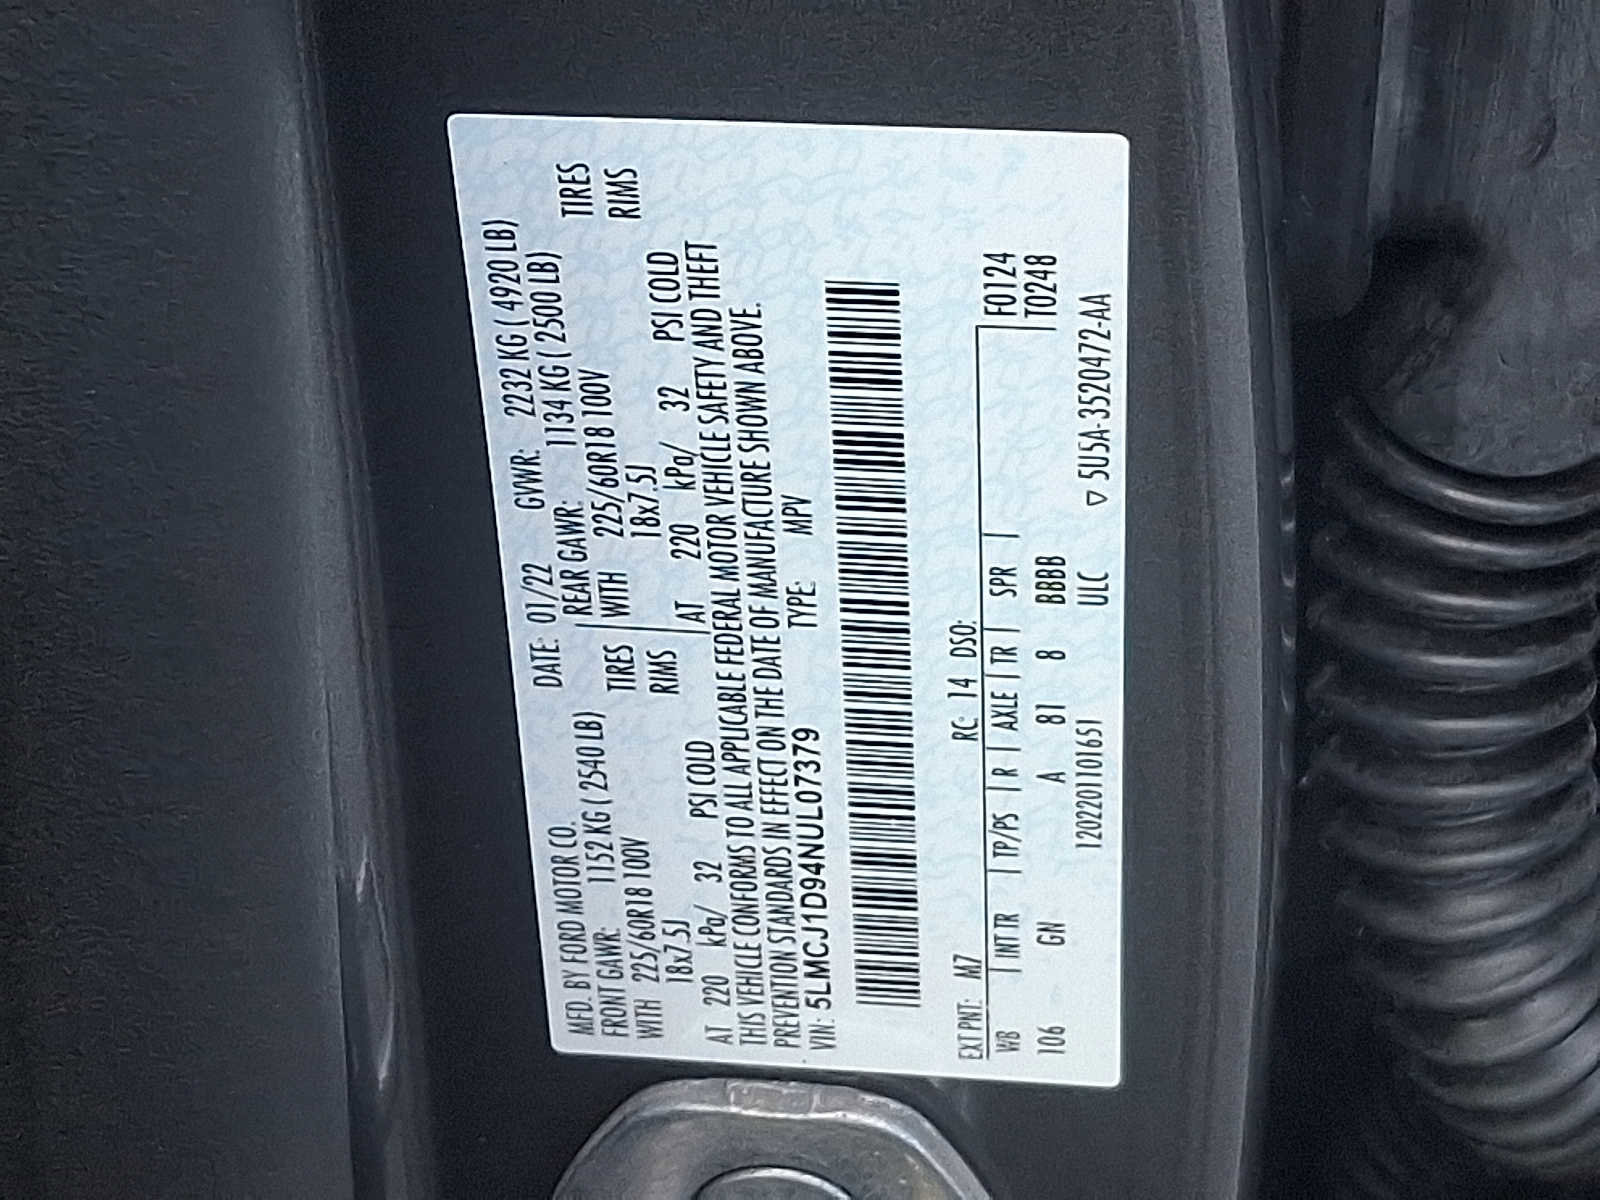 MFD. BY FORD MOTOR CO.
DATE: 01/22 GVWR: 2232 KG ( 4920 LB)
FRONT GAWR: 1152 KG ( 2540 LB) REAR GAWR: 1134 KG ( 2500 LB)
WITH 225/60R18 100V TIRES WITH 225/60R18 100V TIRES
18x7.5J RIMS 18x7.5J RIMS
AT 220 kPa/ 32 PSI COLD AT 220 kPa/ 32 PSI COLD
THIS VEHICLE CONFORMS TO ALL APPLICABLE FEDERAL MOTOR VEHICLE SAFETY AND THEFT
PREVENTION STANDARDS IN EFFECT ON THE DATE OF MANUFACTURE SHOWN ABOVE.
VIN: 5LMCJ1D94NUL07379 TYPE: MPV
EXT PNT: M7 RC: 14 DSO:
WB | INT TR | TP/PS | R | AXLE | TR | SPR | F0124
106 GN A 81 8 BBBB T0248
1202201101651 ULC ▽ 5U5A-3520472-AA